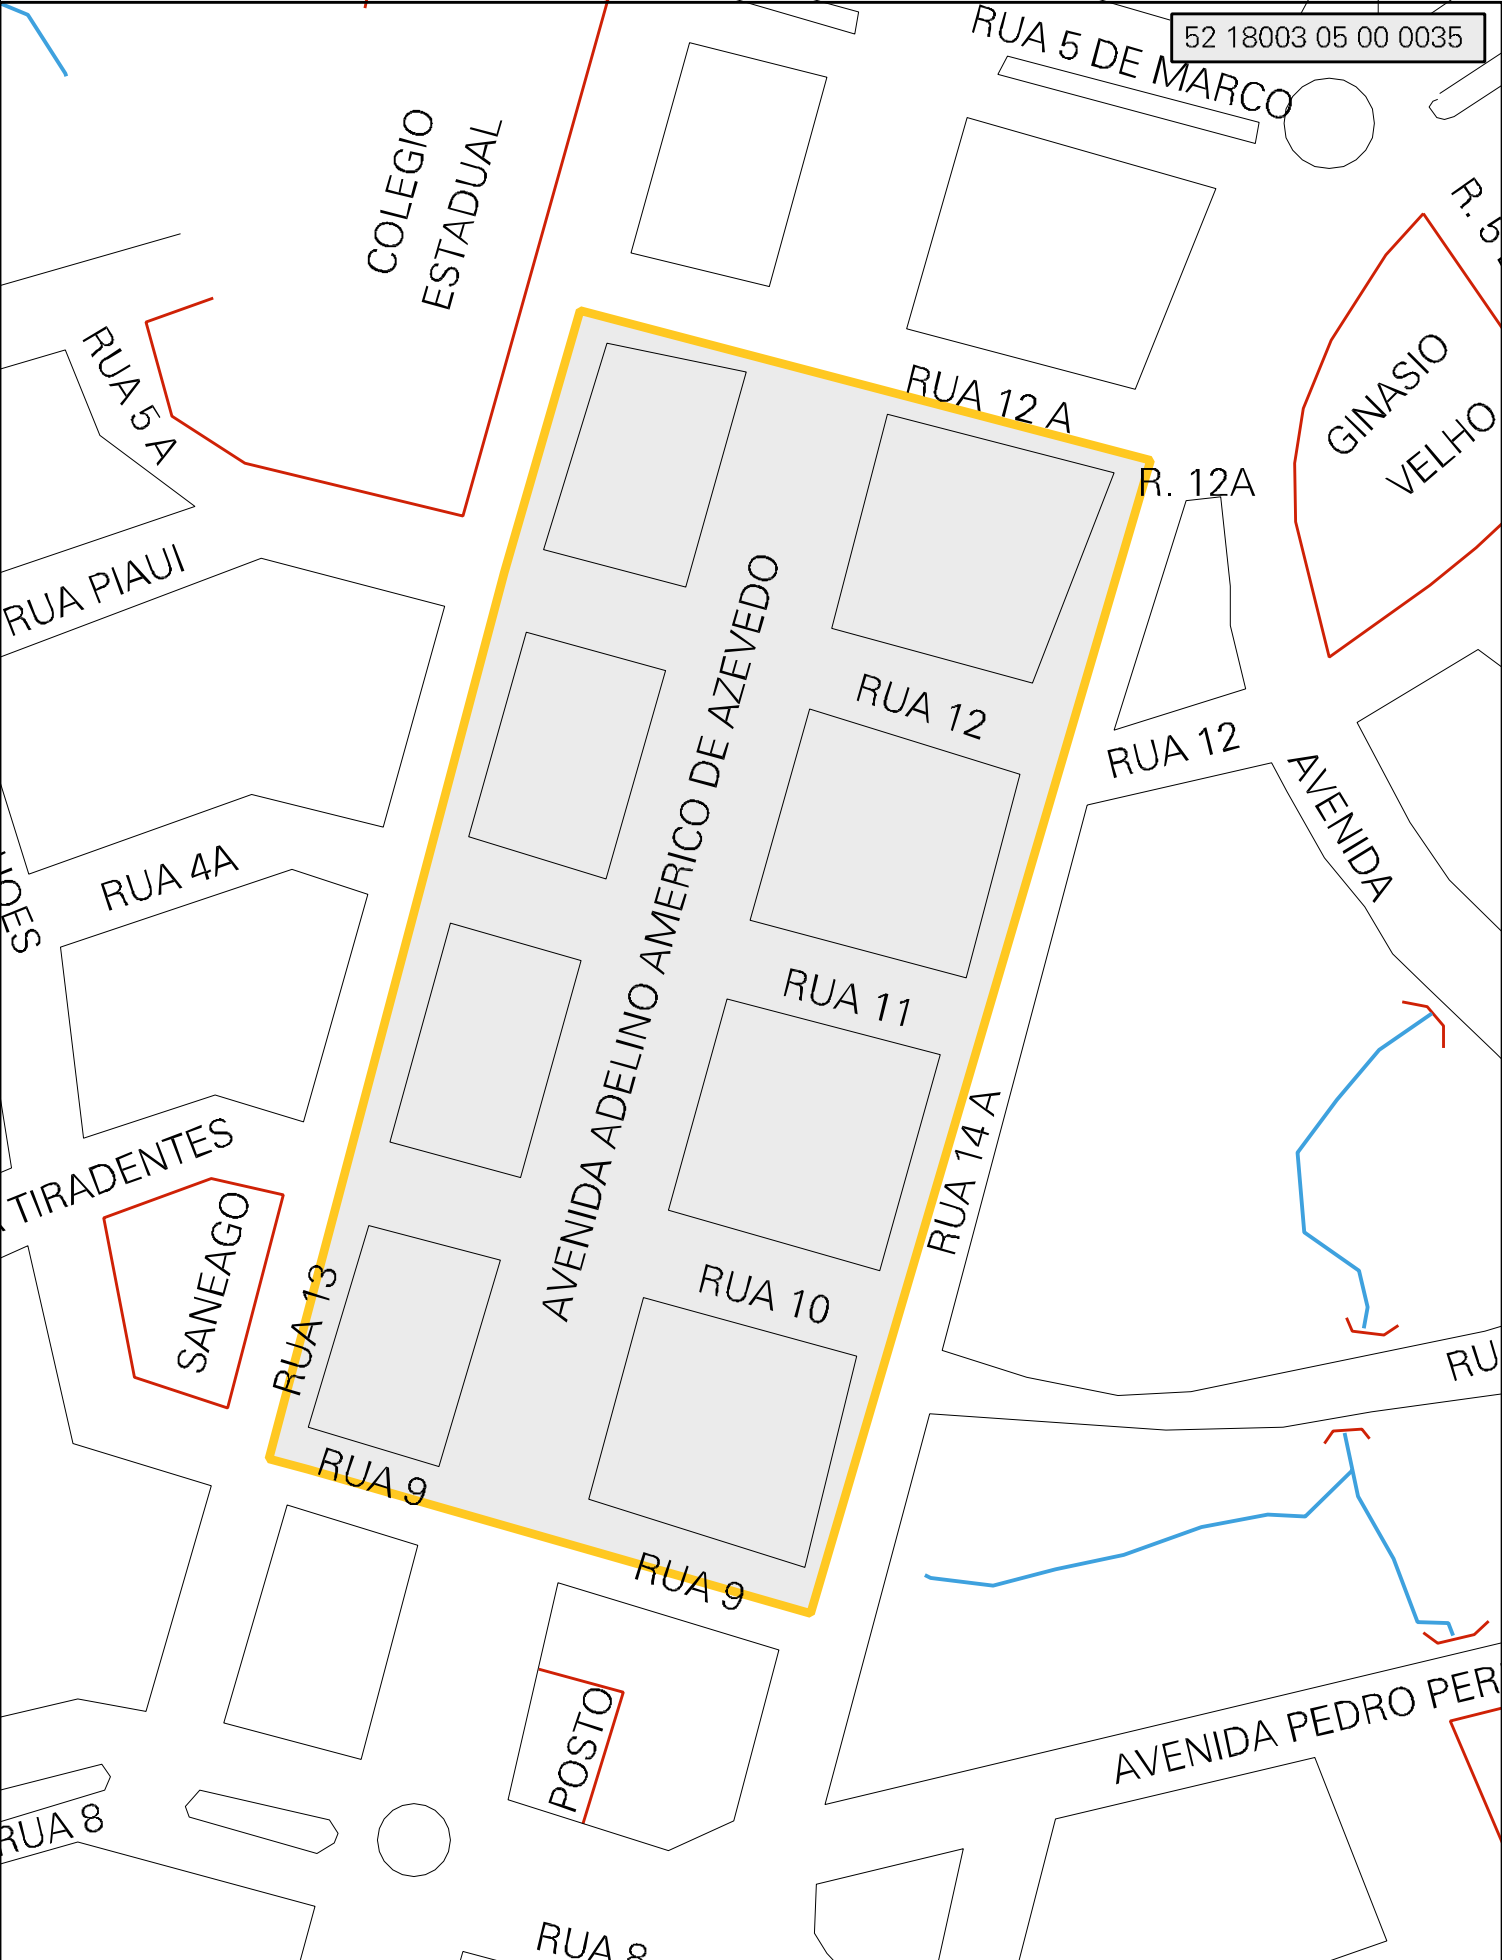 RUA 5 DE MARCO
52 18003 05 00 0035
COLEGIO
ESTADUAL
R. 5
RUA 5 A
GINASIO
VELHO
RUA 12 A
R. 12A
RUA PIAUI
RUA 12
RUA 12
AVENIDA
AVENIDA ADELINO AMERICO DE AZEVEDO
RUA 4A
RUA 11
TIRADENTES
SANEAGO
RUA 14 A
RUA 13
RUA 10
RU
RUA 9
RUA 9
POSTO
AVENIDA PEDRO PER
RUA 8
RUA 8